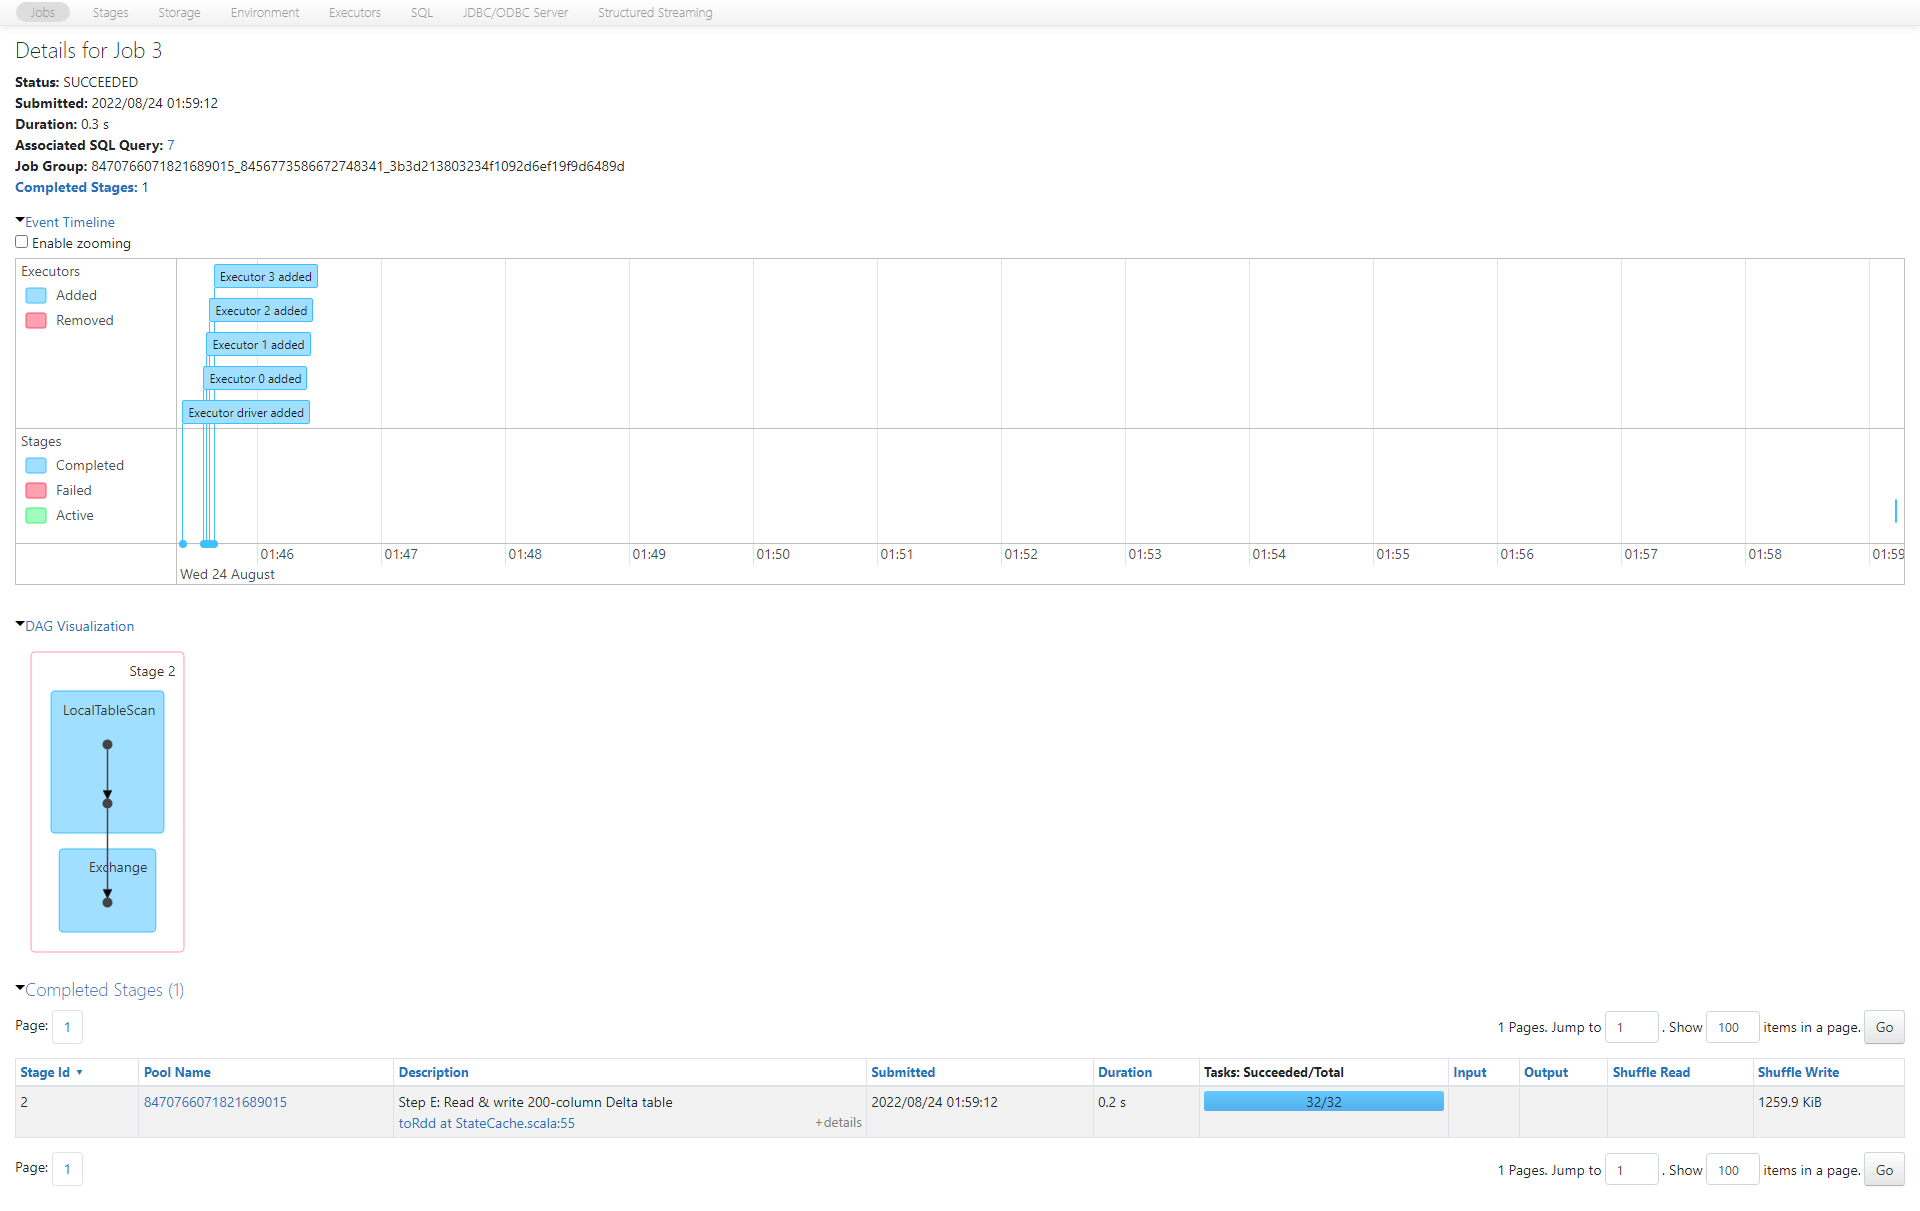 Jobs Stages Storage Environment Executors SQL JDBC/ODBC Server Structured Streaming
Details for Job 3
Status: SUCCEEDED
Submitted: 2022/08/24 01:59:12
Duration: 0.3 s
Associated SQL Query: 7
Job Group: 8470766071821689015_8456773586672748341_3b3d213803234f1092d6ef19f9d6489d
Completed Stages: 1
Event Timeline
Enable zooming
Executors
Added
Removed
Executor 3 added
Executor 2 added
Executor 1 added
Executor 0 added
Executor driver added
Stages
Completed
Failed
Active
01:46 01:47 01:48 01:49 01:50 01:51 01:52 01:53 01:54 01:55 01:56 01:57 01:58 01:59
Wed 24 August
DAG Visualization
Stage 2
LocalTableScan
Exchange
Completed Stages (1)
Page: 1 1 Pages. Jump to 1 . Show 100 items in a page. Go
Stage Id Pool Name Description Submitted Duration Tasks: Succeeded/Total Input Output Shuffle Read Shuffle Write
2 8470766071821689015 Step E: Read & write 200-column Delta table 2022/08/24 01:59:12 0.2 s 32/32 1259.9 KiB
toRdd at StateCache.scala:55 +details
Page: 1 1 Pages. Jump to 1 . Show 100 items in a page. Go